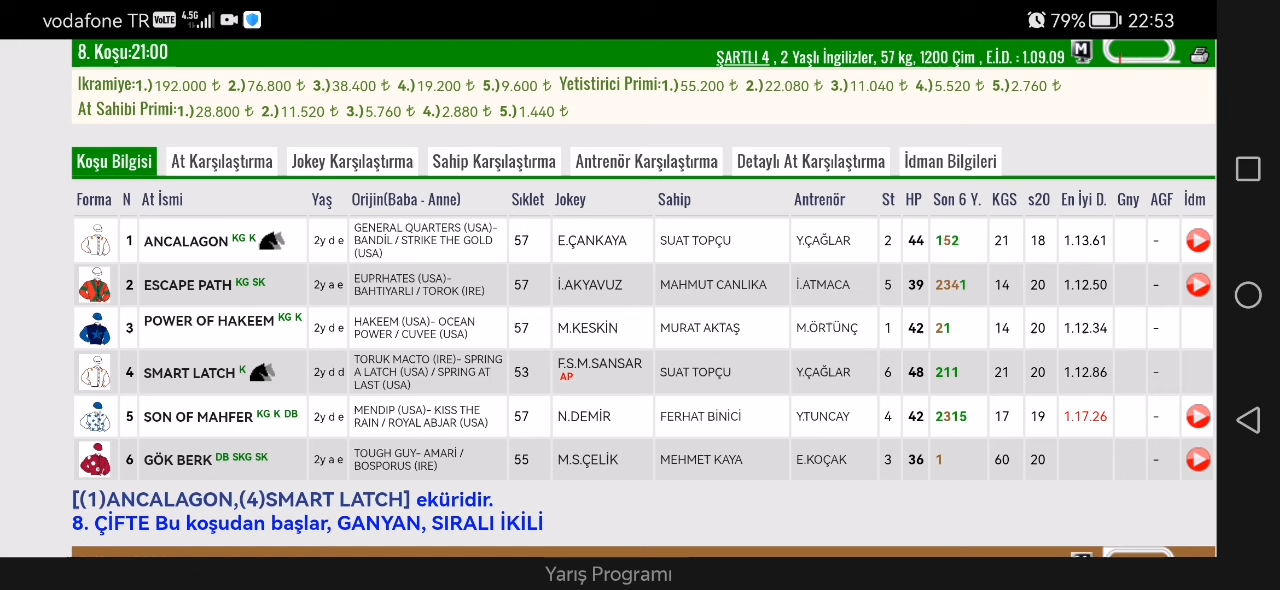 vodafone TR VoLTE 4.5G 79% 22:53
8. Koşu:21:00
ŞARTLI 4 , 2 Yaşlı İngilizler, 57 kg, 1200 Çim , E.İ.D. : 1.09.09 M
Ikramiye:1.)192.000 ₺ 2.)76.800 ₺ 3.)38.400 ₺ 4.)19.200 ₺ 5.)9.600 ₺ Yetistirici Primi:1.)55.200 ₺ 2.)22.080 ₺ 3.)11.040 ₺ 4.)5.520 ₺ 5.)2.760 ₺
At Sahibi Primi:1.)28.800 ₺ 2.)11.520 ₺ 3.)5.760 ₺ 4.)2.880 ₺ 5.)1.440 ₺
Koşu Bilgisi At Karşılaştırma Jokey Karşılaştırma Sahip Karşılaştırma Antrenör Karşılaştırma Detaylı At Karşılaştırma İdman Bilgileri
Forma N At İsmi Yaş Orijin(Baba - Anne) Sıklet Jokey Sahip Antrenör St HP Son 6 Y. KGS s20 En İyi D. Gny AGF İdm
1 ANCALAGON KG K 2y d e GENERAL QUARTERS (USA)- BANDİL / STRIKE THE GOLD (USA) 57 E.ÇANKAYA SUAT TOPÇU Y.ÇAĞLAR 2 44 152 21 18 1.13.61 -
2 ESCAPE PATH KG SK 2y a e EUPRHATES (USA)- BAHTIYARLI / TOROK (IRE) 57 İ.AKYAVUZ MAHMUT CANLIKA İ.ATMACA 5 39 2341 14 20 1.12.50 -
3 POWER OF HAKEEM KG K 2y d e HAKEEM (USA)- OCEAN POWER / CUVEE (USA) 57 M.KESKİN MURAT AKTAŞ M.ÖRTÜNÇ 1 42 21 14 20 1.12.34 -
4 SMART LATCH K 2y d d TORUK MACTO (IRE)- SPRING A LATCH (USA) / SPRING AT LAST (USA) 53 F.S.M.SANSAR AP SUAT TOPÇU Y.ÇAĞLAR 6 48 211 21 20 1.12.86 -
5 SON OF MAHFER KG K DB 2y d e MENDIP (USA)- KISS THE RAIN / ROYAL ABJAR (USA) 57 N.DEMİR FERHAT BİNİCİ Y.TUNCAY 4 42 2315 17 19 1.17.26 -
6 GÖK BERK DB SKG SK 2y a e TOUGH GUY- AMARİ / BOSPORUS (IRE) 55 M.S.ÇELİK MEHMET KAYA E.KOÇAK 3 36 1 60 20 -
[(1)ANCALAGON,(4)SMART LATCH] eküridir.
8. ÇİFTE Bu koşudan başlar, GANYAN, SIRALI İKİLİ
Yarış Programı